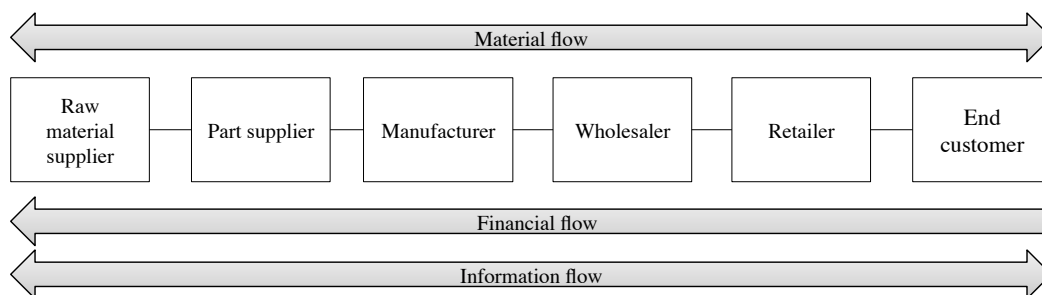 Material flow
Raw
material
supplier
Part supplier
Manufacturer
Wholesaler
Retailer
End
customer
Financial flow
Information flow